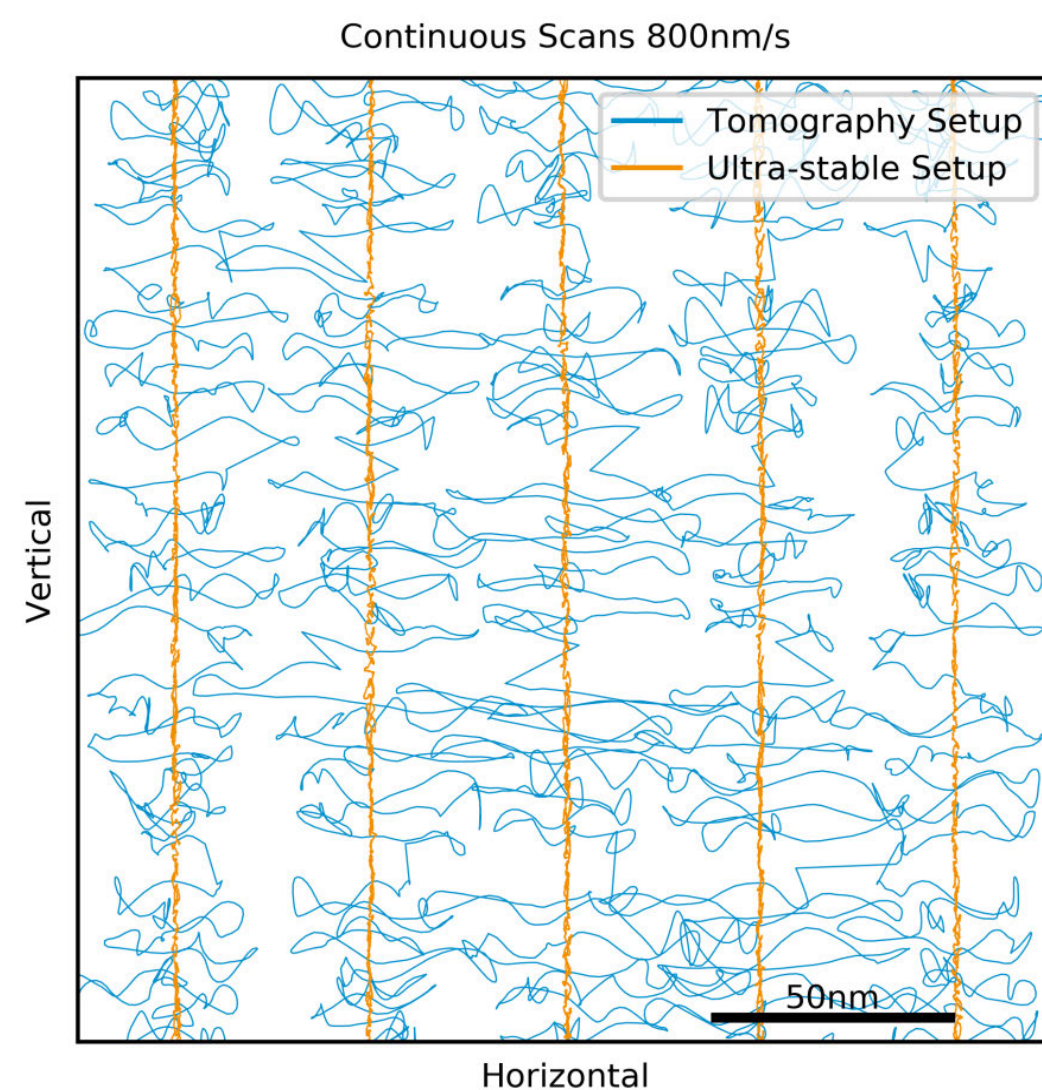 Continuous Scans 800nm/s
Tomography Setup
Ultra-stable Setup
Vertical
50nm
Horizontal